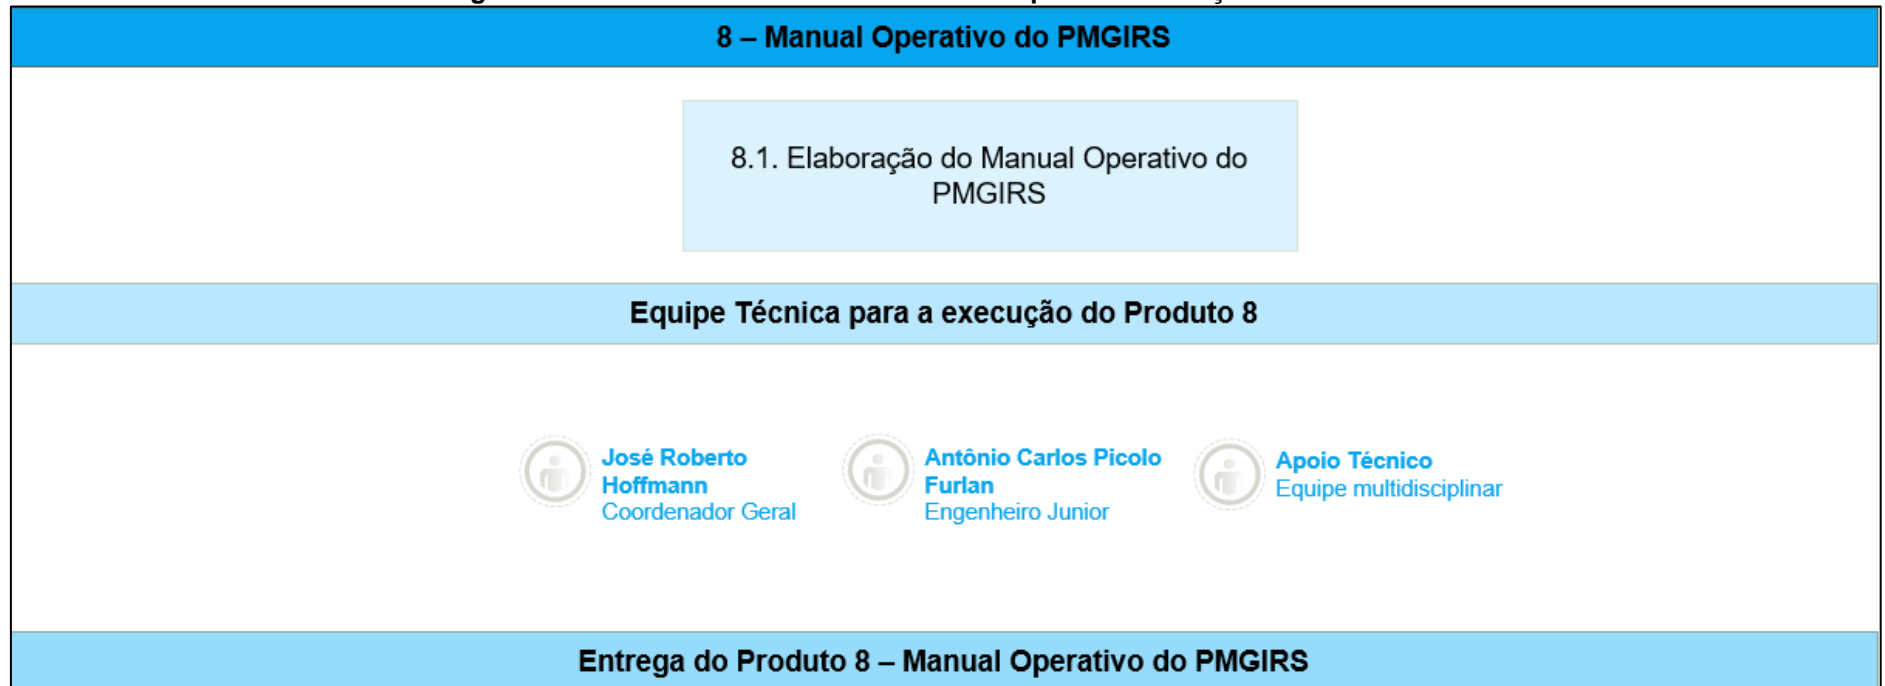 8 – Manual Operativo do PMGIRS
8.1. Elaboração do Manual Operativo do
PMGIRS
Equipe Técnica para a execução do Produto 8
José Roberto
Hoffmann
Coordenador Geral
Antônio Carlos Picolo
Furlan
Engenheiro Junior
Apoio Técnico
Equipe multidisciplinar
Entrega do Produto 8 – Manual Operativo do PMGIRS